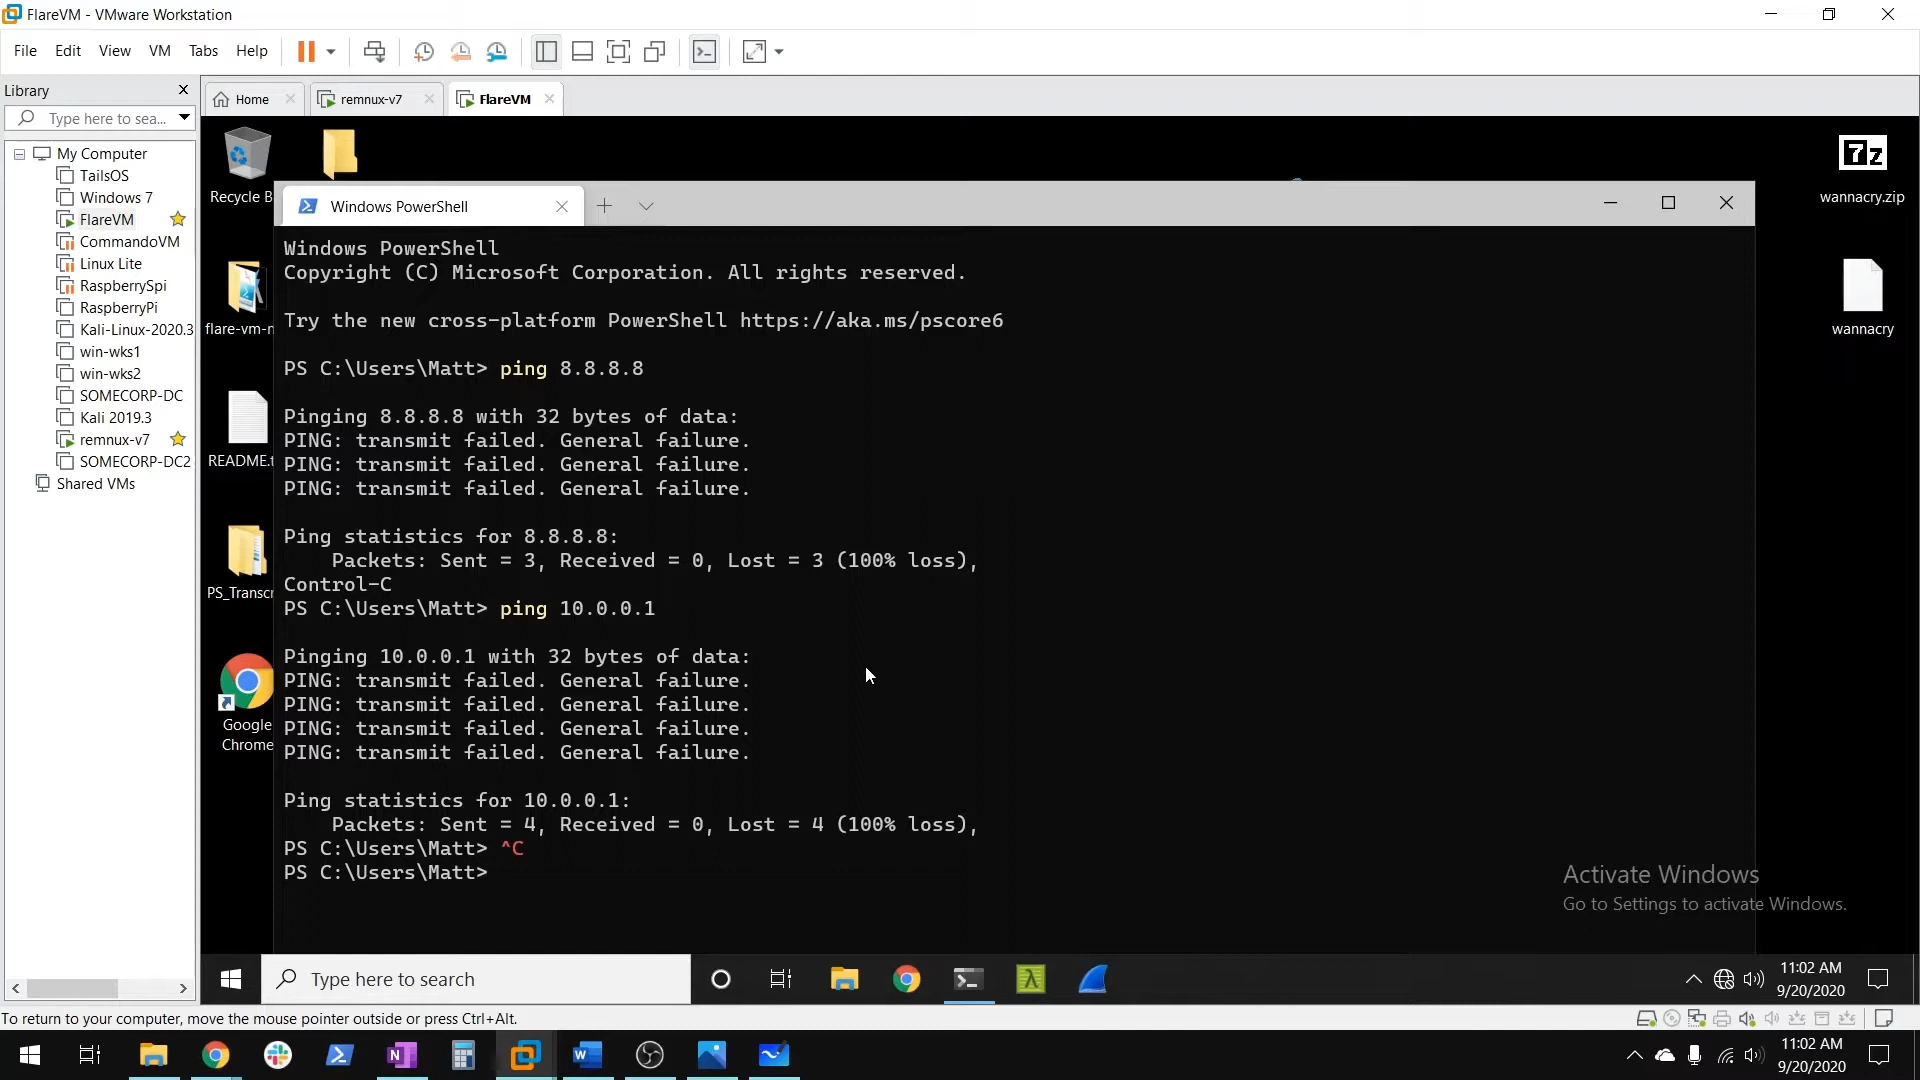 FlareVM - VMware Workstation
File Edit View VM Tabs Help
Library
Type here to sea...
My Computer
TailsOS
Windows 7
FlareVM
CommandoVM
Linux Lite
RaspberrySpi
RaspberryPi
Kali-Linux-2020.3
win-wks1
win-wks2
SOMECORP-DC
Kali 2019.3
remnux-v7
SOMECORP-DC2
Shared VMs
Home
remnux-v7
FlareVM
Recycle B
flare-vm-m
README.t
PS_Transcr
Google
Chrome
7z
wannacry.zip
wannacry
Windows PowerShell
Windows PowerShell
Copyright (C) Microsoft Corporation. All rights reserved.
Try the new cross-platform PowerShell https://aka.ms/pscore6
PS C:\Users\Matt> ping 8.8.8.8
Pinging 8.8.8.8 with 32 bytes of data:
PING: transmit failed. General failure.
PING: transmit failed. General failure.
PING: transmit failed. General failure.
Ping statistics for 8.8.8.8:
Packets: Sent = 3, Received = 0, Lost = 3 (100% loss),
Control-C
PS C:\Users\Matt> ping 10.0.0.1
Pinging 10.0.0.1 with 32 bytes of data:
PING: transmit failed. General failure.
PING: transmit failed. General failure.
PING: transmit failed. General failure.
PING: transmit failed. General failure.
Ping statistics for 10.0.0.1:
Packets: Sent = 4, Received = 0, Lost = 4 (100% loss),
PS C:\Users\Matt> ^C
PS C:\Users\Matt>
Activate Windows
Go to Settings to activate Windows.
Type here to search
11:02 AM
9/20/2020
To return to your computer, move the mouse pointer outside or press Ctrl+Alt.
11:02 AM
9/20/2020